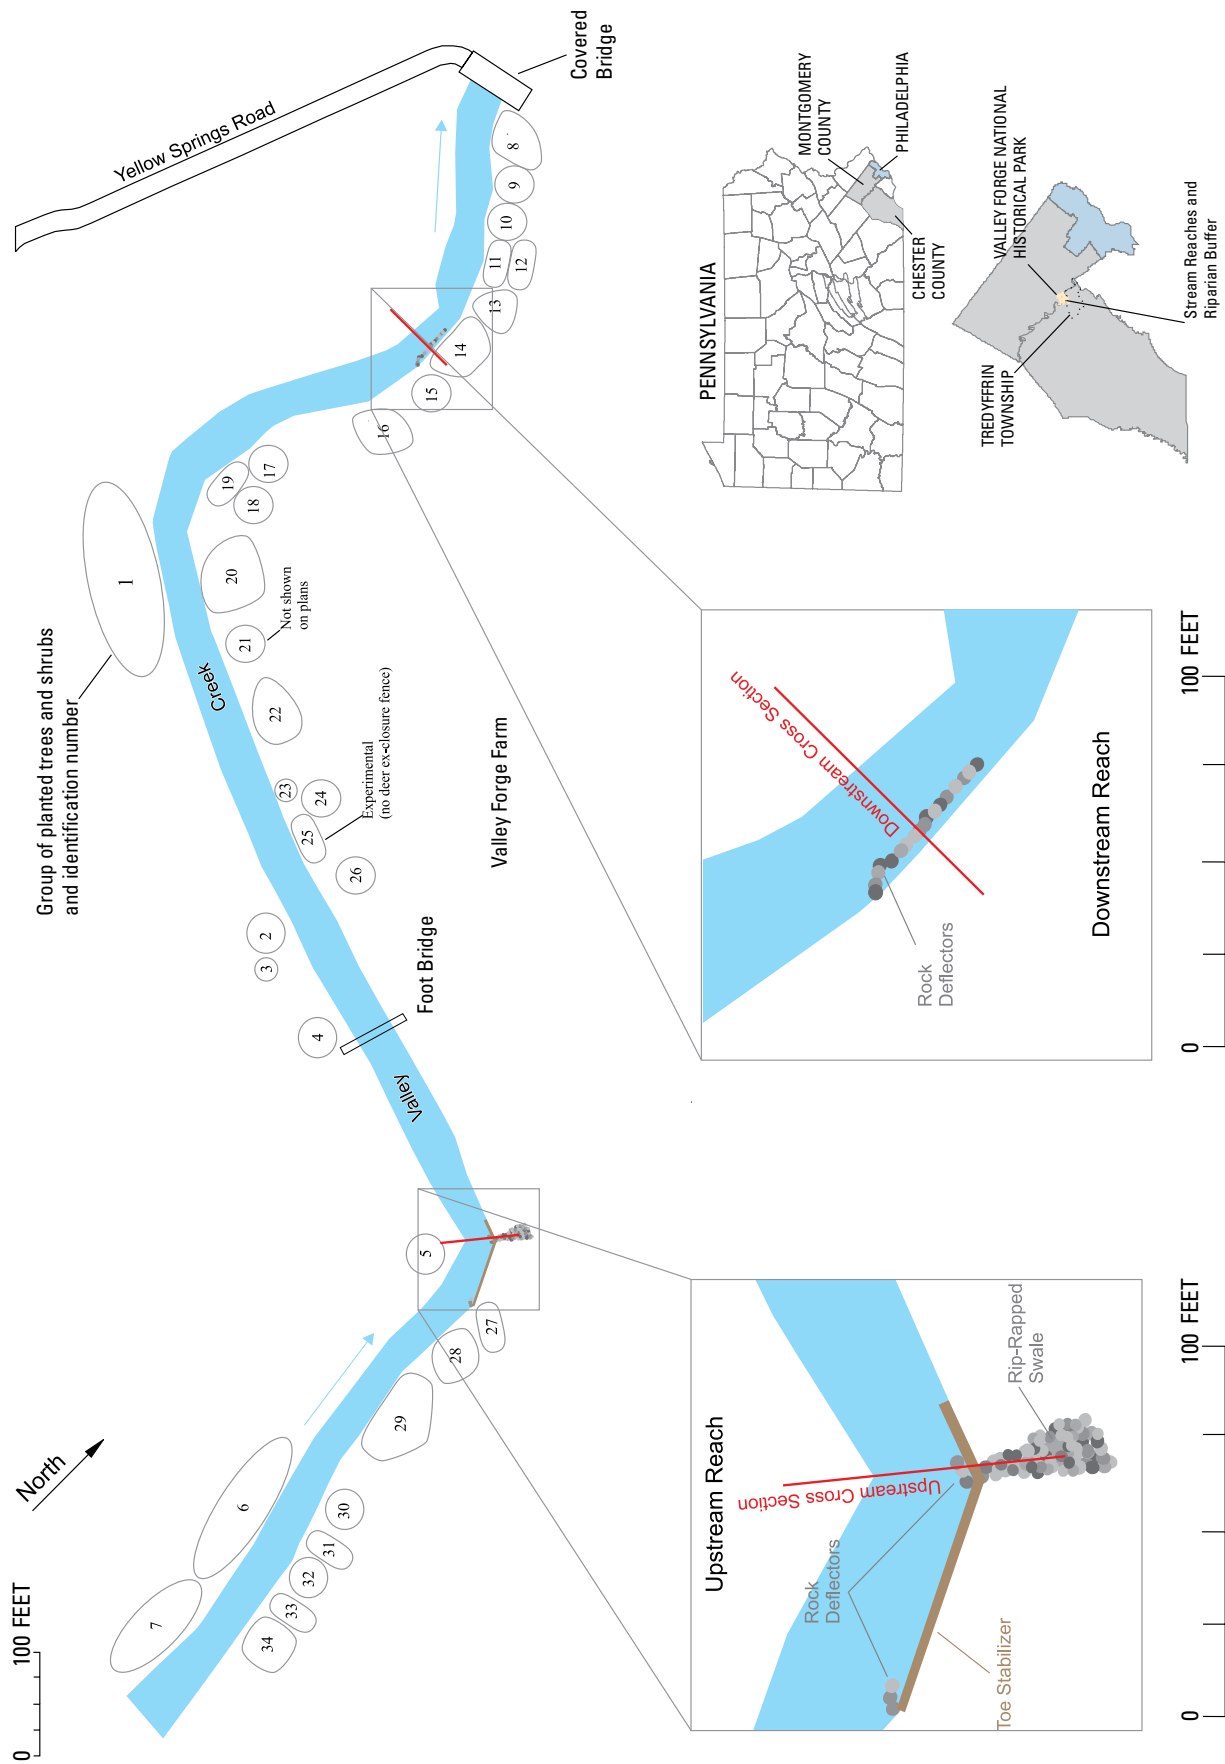 0
100 FEET
North
7
6
34
33
32
31
30
29
28
27
5
Valley
4
Foot Bridge
3
2
26
25
24
23
Experimental
(no deer ex-closure fence)
Valley Forge Farm
22
Creek
21
Not shown
on plans
20
Group of planted trees and shrubs
and identification number
1
19
18
17
16
15
14
13
12
11
10
9
8
Yellow Springs Road
Covered
Bridge
Upstream Reach
Upstream Cross Section
Rock
Deflectors
Toe Stabilizer
Rip-Rapped
Swale
0
100 FEET
Downstream Cross Section
Rock
Deflectors
Downstream Reach
0
100 FEET
PENNSYLVANIA
MONTGOMERY
COUNTY
PHILADELPHIA
CHESTER
COUNTY
TREDYFFRIN
TOWNSHIP
VALLEY FORGE NATIONAL
HISTORICAL PARK
Stream Reaches and
Riparian Buffer